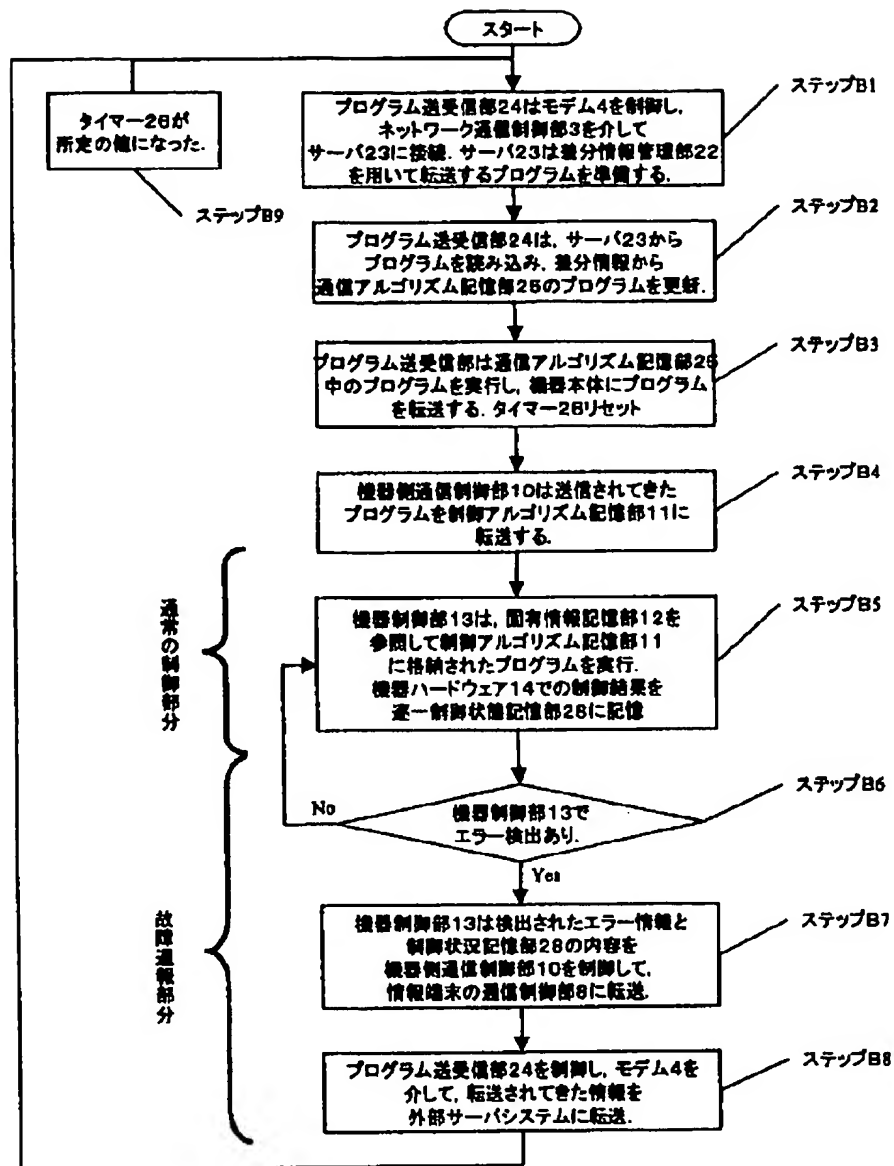 スタート
ステップB1
プログラム送受信部24はモデム4を制御し,
ネットワーク通信制御部3を介して
サーバ23に接続. サーバ23は差分情報管理部22
を用いて転送するプログラムを準備する.
タイマー26が
所定の値になった.
ステップB9
ステップB2
プログラム送受信部24は, サーバ23から
プログラムを読み込み, 差分情報から
通信アルゴリズム記憶部25のプログラムを更新.
ステップB3
プログラム送受信部は通信アルゴリズム記憶部25
中のプログラムを実行し, 機器本体にプログラム
を転送する. タイマー26リセット
ステップB4
機器側通信制御部10は送信されてきた
プログラムを制御アルゴリズム記憶部11に
転送する.
通常の制御部分
ステップB5
機器制御部13は, 固有情報記憶部12を
参照して制御アルゴリズム記憶部11
に格納されたプログラムを実行.
機器ハードウェア14での制御結果を
逐一制御状態記憶部28に記憶
ステップB6
No
機器制御部13で
エラー検出あり.
Yes
故障通報部分
ステップB7
機器制御部13は検出されたエラー情報と
制御状況記憶部28の内容を
機器側通信制御部10を制御して,
情報端末の通信制御部8に転送.
ステップB8
プログラム送受信部24を制御し, モデム4を
介して, 転送されてきた情報を
外部サーバシステムに転送.